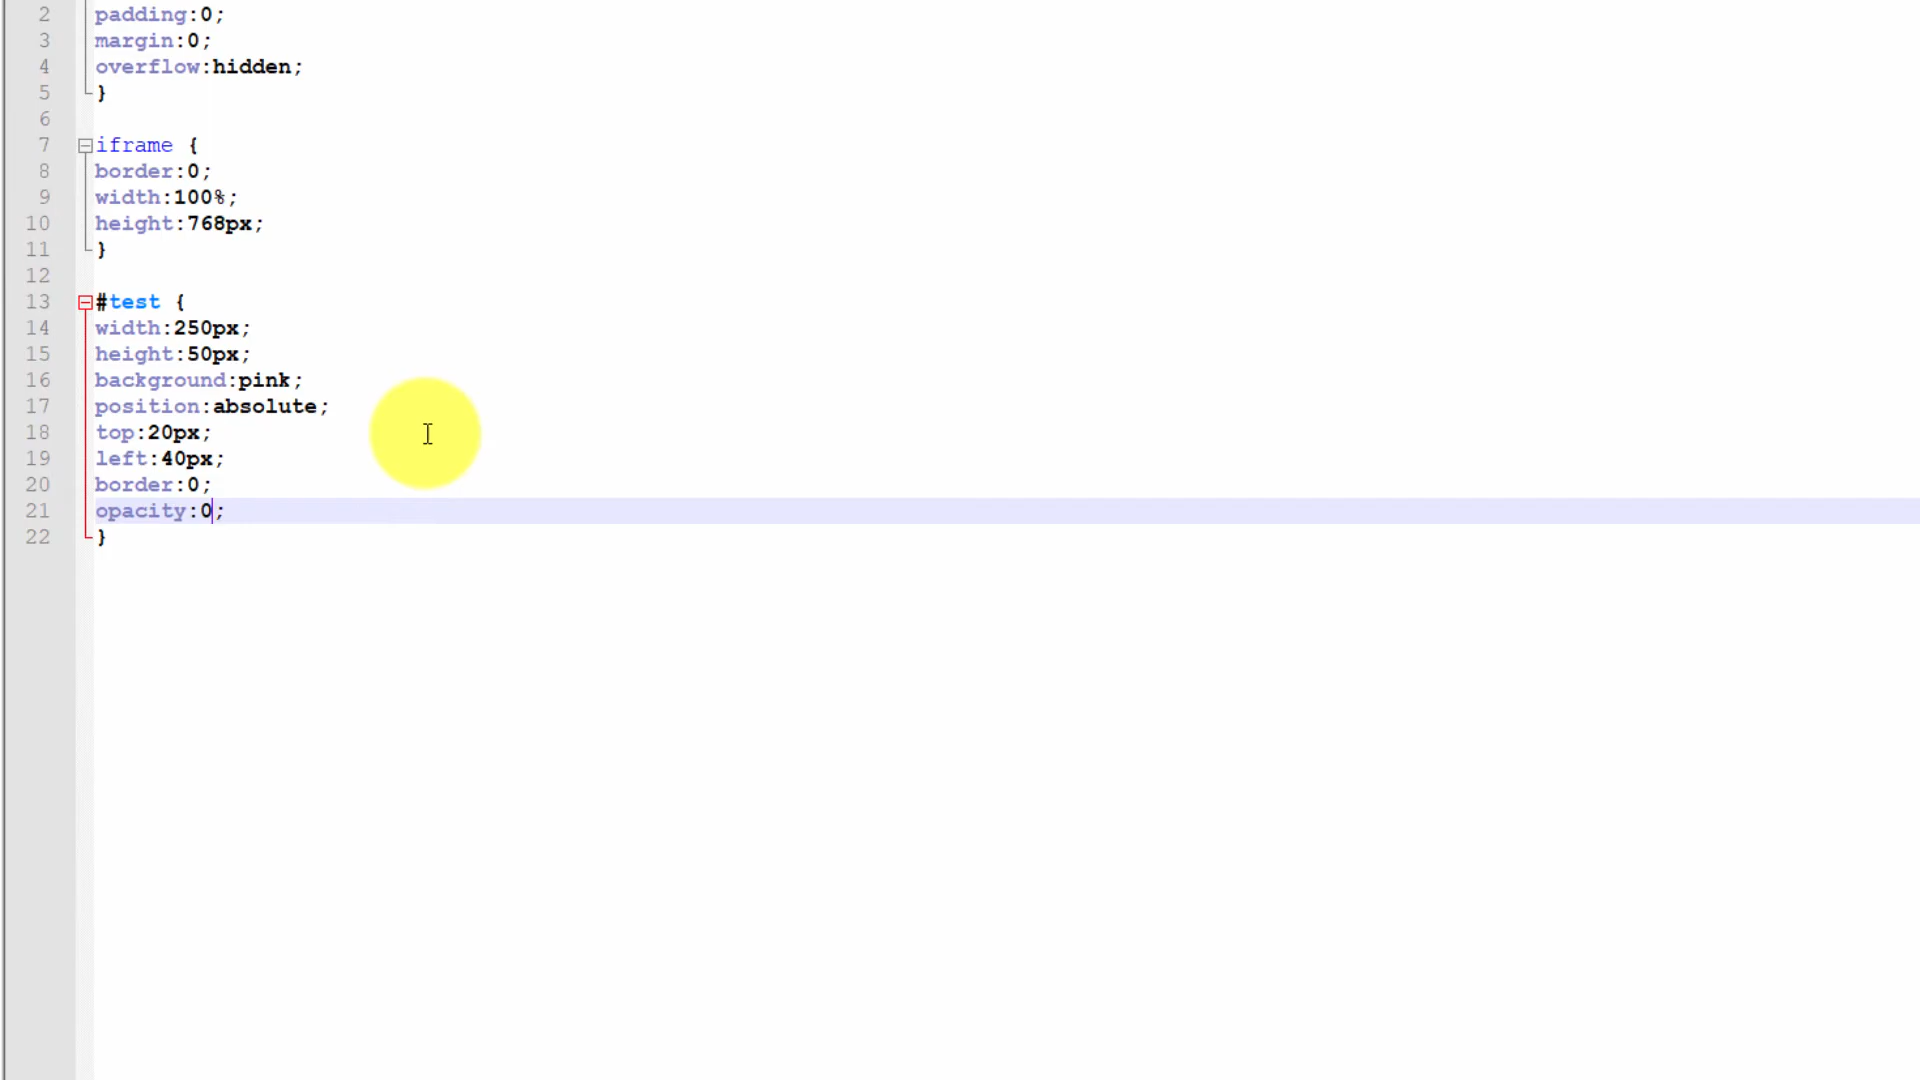 2 padding:0;
3 margin:0;
4 overflow:hidden;
5 }
6
7 iframe {
8 border:0;
9 width:100%;
10 height:768px;
11 }
12
13 #test {
14 width:250px;
15 height:50px;
16 background:pink;
17 position:absolute;
18 top:20px;
19 left:40px;
20 border:0;
21 opacity:0;
22 }